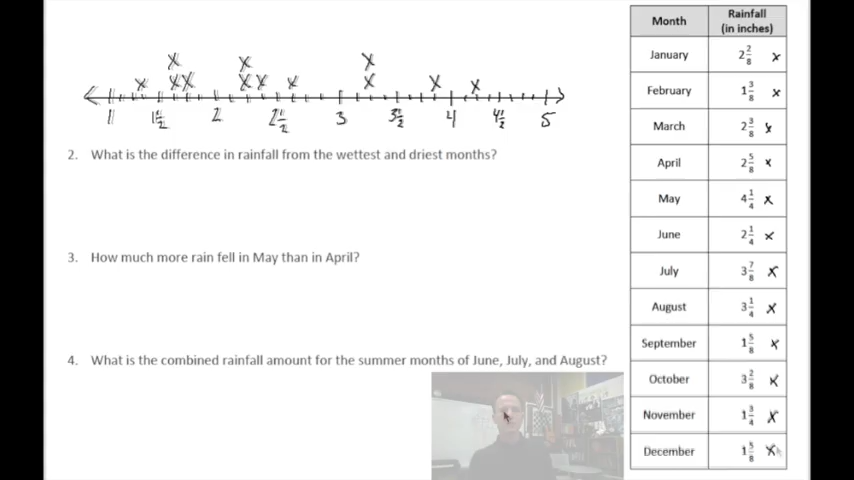 x x x
x x x x x x x x x
1 1 1/2 2 2 1/2 3 3 1/2 4 4 1/2 5
2. What is the difference in rainfall from the wettest and driest months?
3. How much more rain fell in May than in April?
4. What is the combined rainfall amount for the summer months of June, July, and August?
Month Rainfall (in inches)
January 2 2/8 x
February 1 3/8 x
March 2 3/8 x
April 2 5/8 x
May 4 1/4 x
June 2 1/4 x
July 3 7/8 x
August 3 1/4 x
September 1 5/8 x
October 3 2/8 x
November 1 3/4 x
December 1 5/8 x